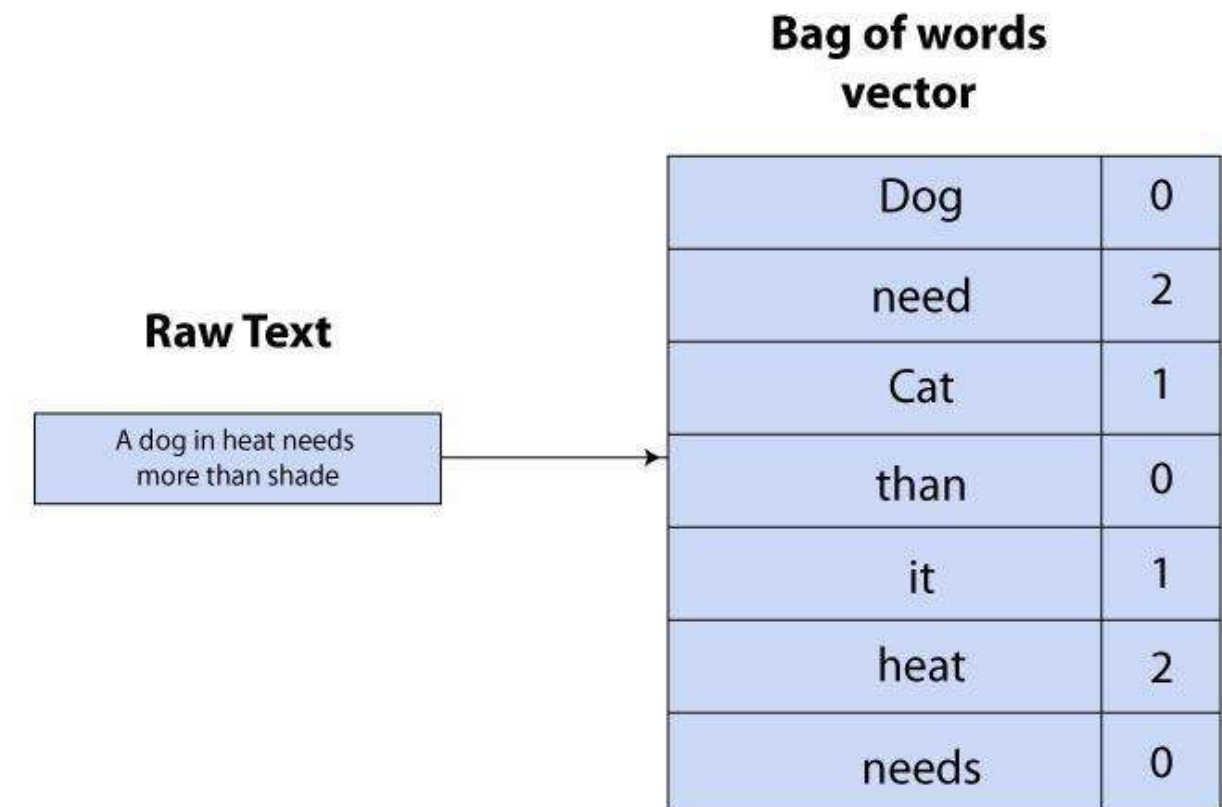 Bag of words
vector
Raw Text
A dog in heat needs
more than shade
Dog 0
need 2
Cat 1
than 0
it 1
heat 2
needs 0